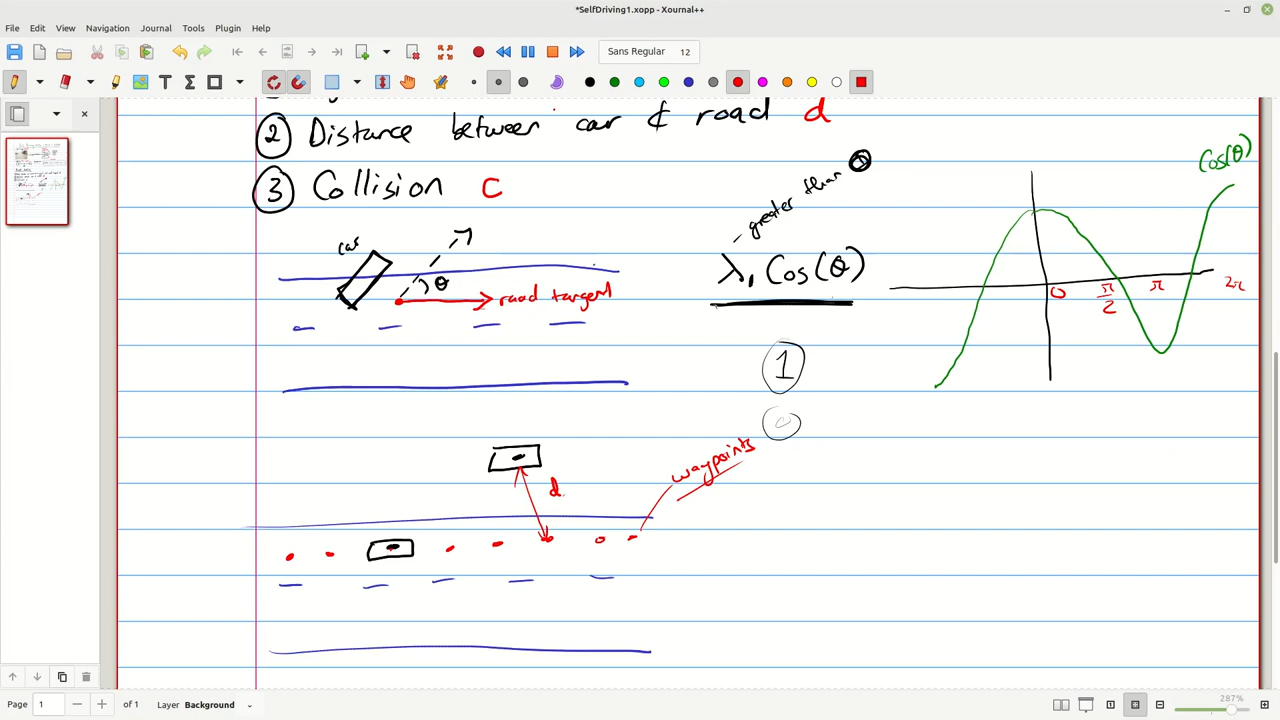 *SelfDriving1.xopp - Xournal++
File Edit View Navigation Journal Tools Plugin Help
Sans Regular 12
2 Distance between car & road d
3 Collision C
Cos(θ)
greater than 0
car
θ
road tangent
λ₁ Cos(θ)
0 π/2 π 2π
1
0
waypoints
d
Page 1 of 1 Layer Background
287%